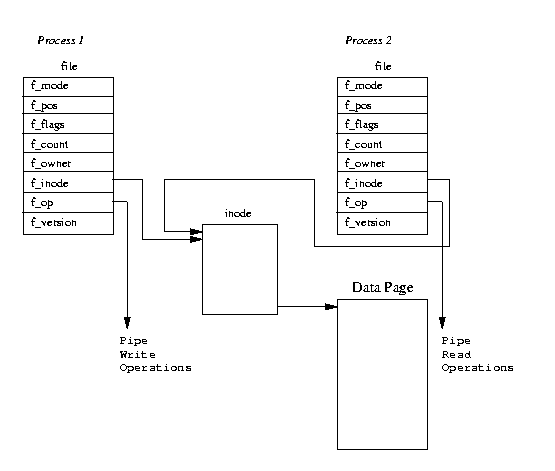 Process 1
file
f_mode
f_pos
f_flags
f_count
f_owner
f_inode
f_op
f_version
Process 2
file
f_mode
f_pos
f_flags
f_count
f_owner
f_inode
f_op
f_version
inode
Data Page
Pipe
Write
Operations
Pipe
Read
Operations